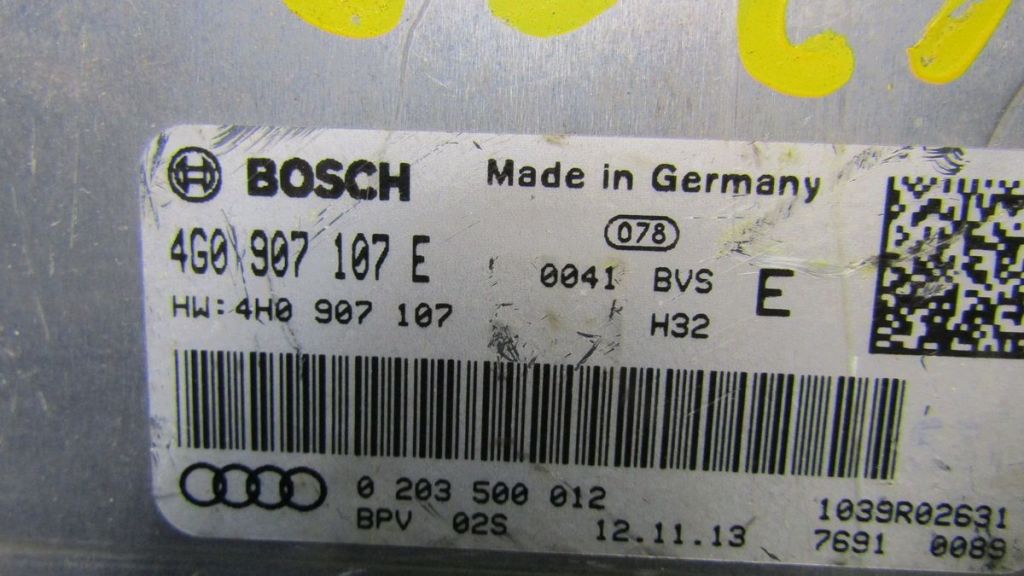 BOSCH Made in Germany
4G0 907 107 E
078
0041 BVS E
HW: 4H0 907 107
H32
0 203 500 012
BPV 02S 12.11.13
1039R02631
7691 0089